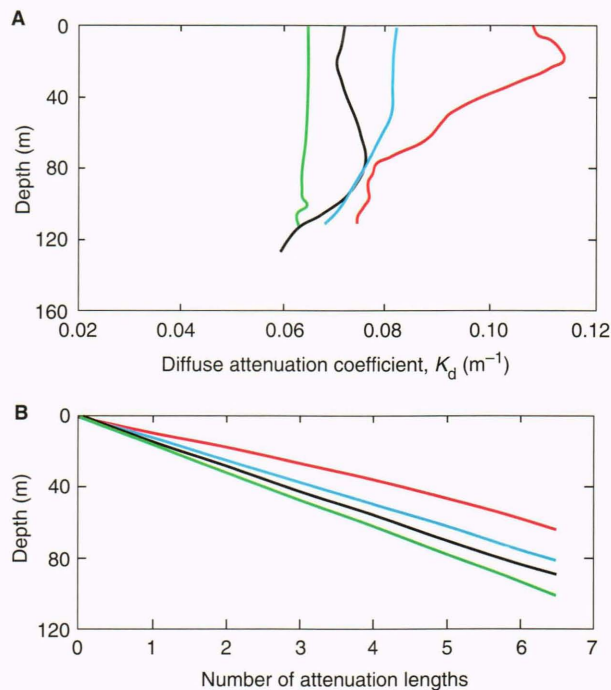 A
0
40
80
120
160
Depth (m)
0.02 0.04 0.06 0.08 0.10 0.12
Diffuse attenuation coefficient, K_d (m⁻¹)
B
0
40
80
120
Depth (m)
0 1 2 3 4 5 6 7
Number of attenuation lengths